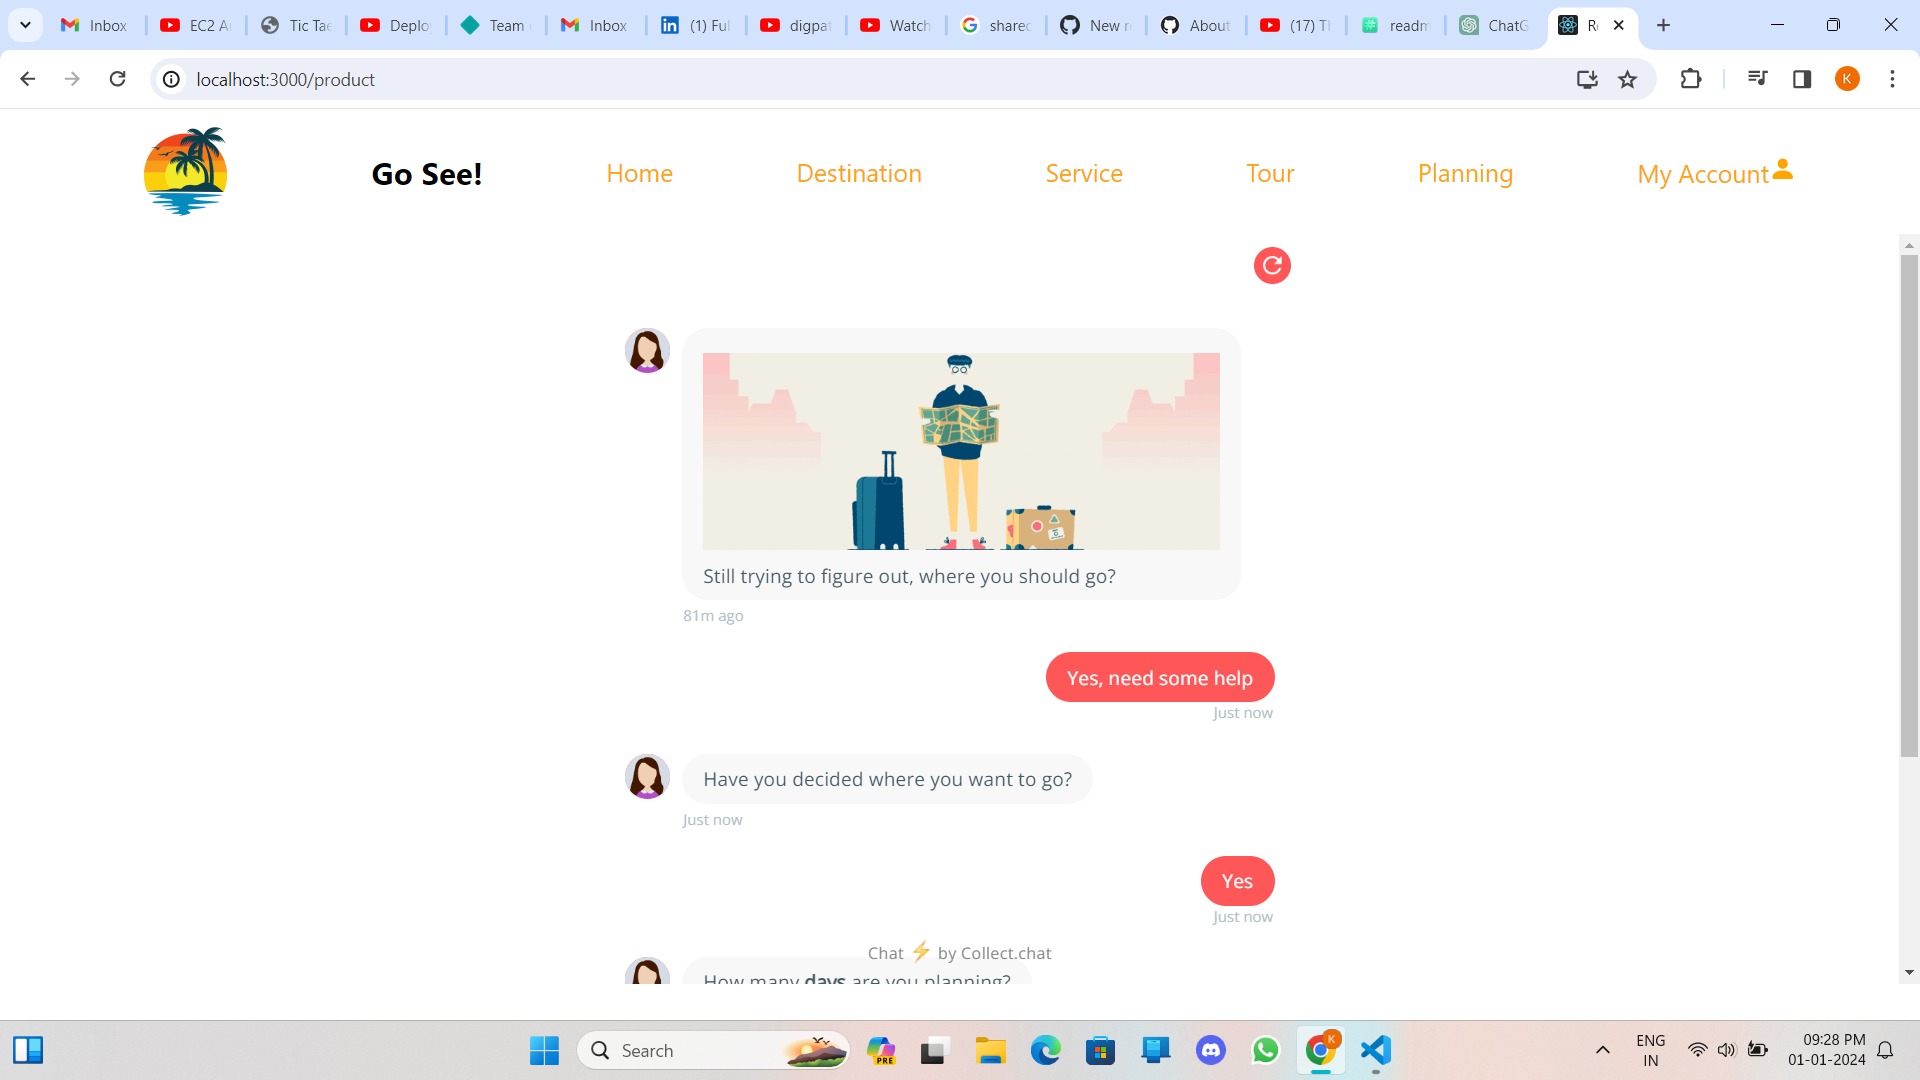 Inbox
EC2 A
Tic Tae
Deplo
Team
Inbox
(1) Ful
digpat
Watch
sharec
New r
About
(17) T
readm
ChatG
Re
localhost:3000/product
K
Go See!
Home
Destination
Service
Tour
Planning
My Account
Still trying to figure out, where you should go?
81m ago
Yes, need some help
Just now
Have you decided where you want to go?
Just now
Yes
Just now
Chat ⚡ by Collect.chat
How many days are you planning?
Search
PRE
K
ENG
IN
09:28 PM
01-01-2024